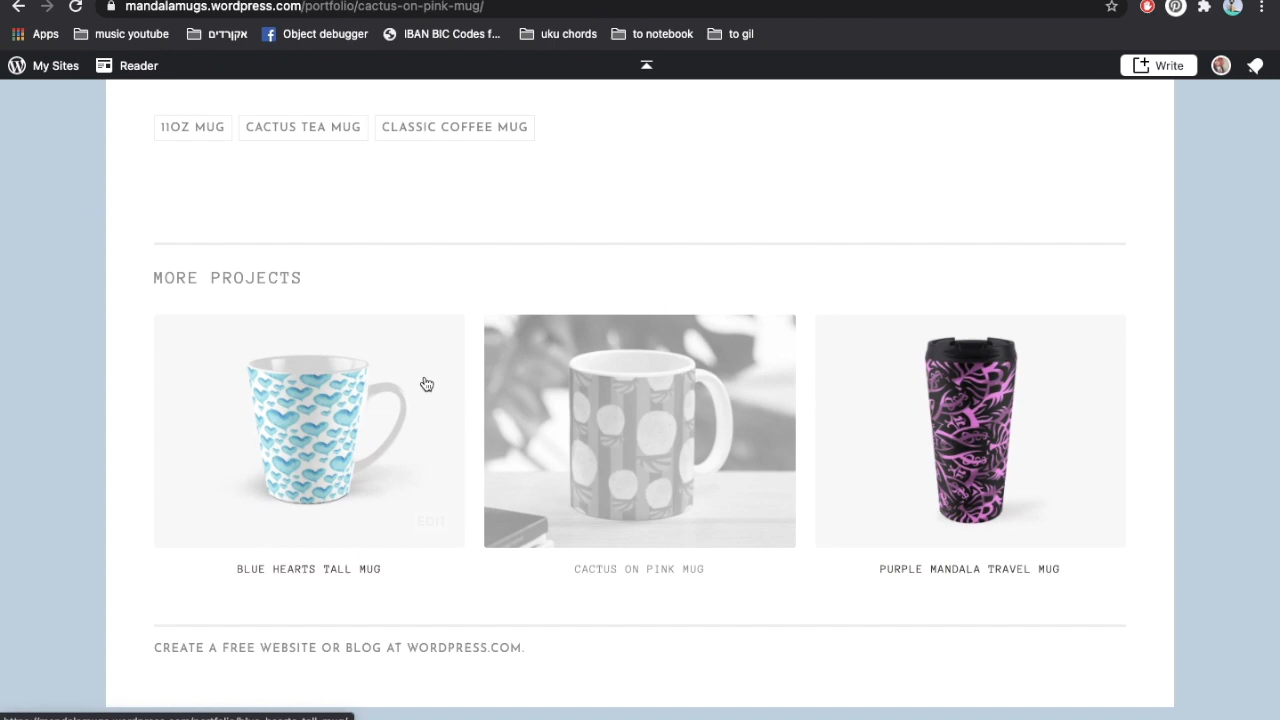 mandalamugs.wordpress.com/portfolio/cactus-on-pink-mug/
Apps music youtube אקורדים Object debugger IBAN BIC Codes f... uku chords to notebook to gil
My Sites Reader Write
11OZ MUG CACTUS TEA MUG CLASSIC COFFEE MUG
MORE PROJECTS
EDIT
BLUE HEARTS TALL MUG CACTUS ON PINK MUG PURPLE MANDALA TRAVEL MUG
CREATE A FREE WEBSITE OR BLOG AT WORDPRESS.COM.